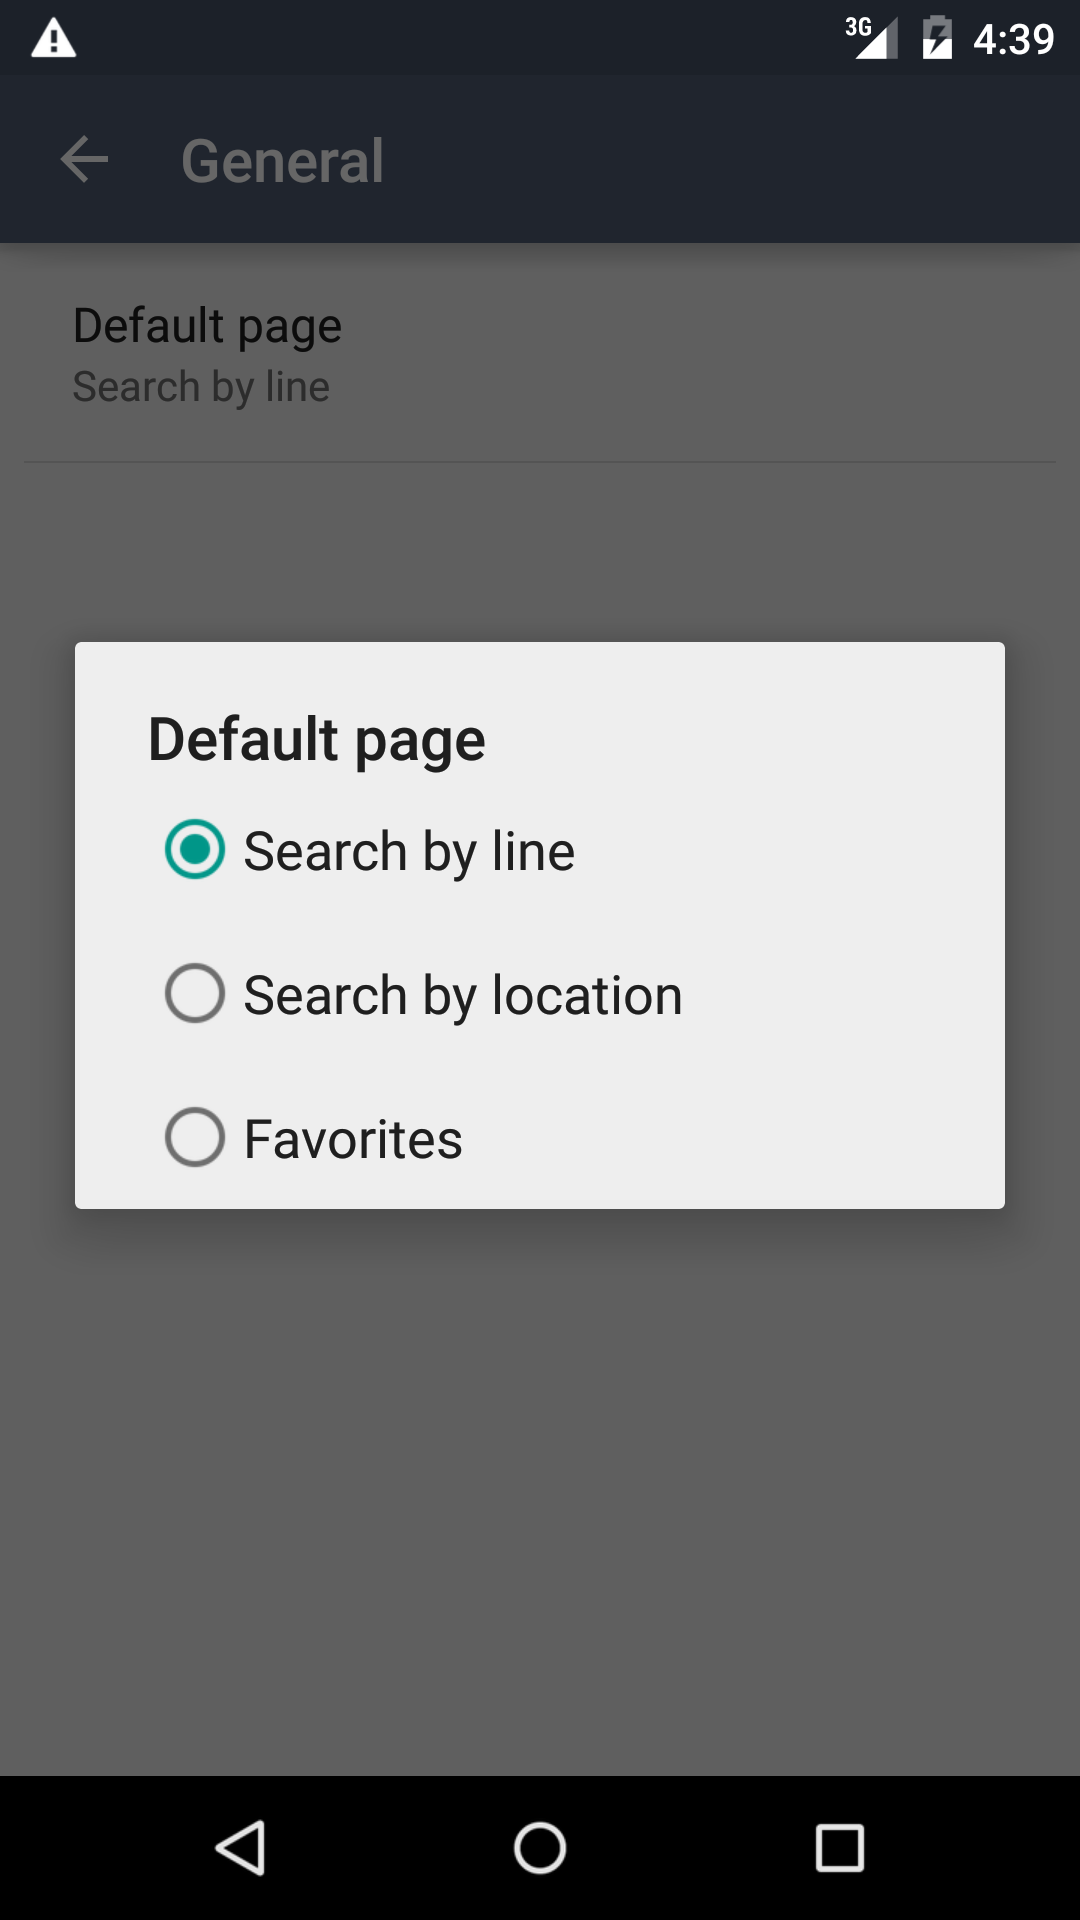 3G 4:39
General
Default page
Search by line
Default page
Search by line
Search by location
Favorites